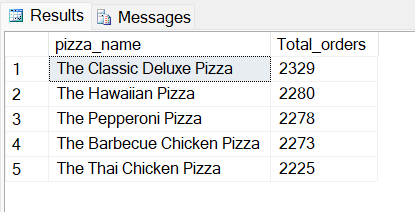 Results Messages
pizza_name Total_orders
1 The Classic Deluxe Pizza 2329
2 The Hawaiian Pizza 2280
3 The Pepperoni Pizza 2278
4 The Barbecue Chicken Pizza 2273
5 The Thai Chicken Pizza 2225